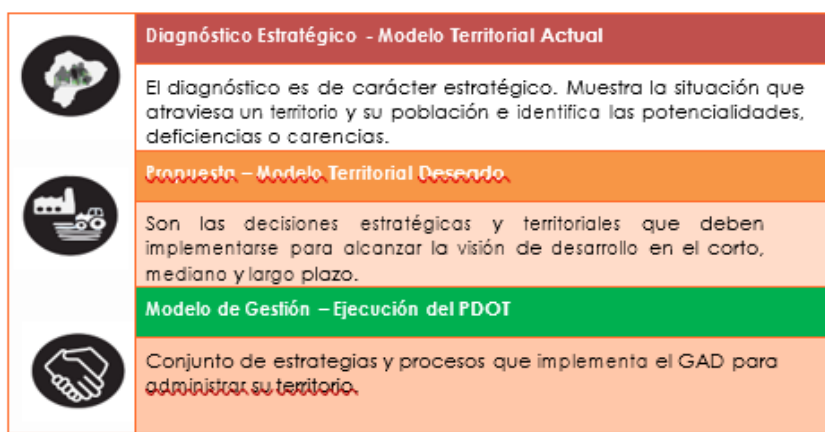 Diagnóstico Estratégico - Modelo Territorial Actual
El diagnóstico es de carácter estratégico. Muestra la situación que
atraviesa un territorio y su población e identifica las potencialidades,
deficiencias o carencias.
Propuesta – Modelo Territorial Deseado
Son las decisiones estratégicas y territoriales que deben
implementarse para alcanzar la visión de desarrollo en el corto,
mediano y largo plazo.
Modelo de Gestión – Ejecución del PDOT
Conjunto de estrategias y procesos que implementa el GAD para
administrar su territorio.